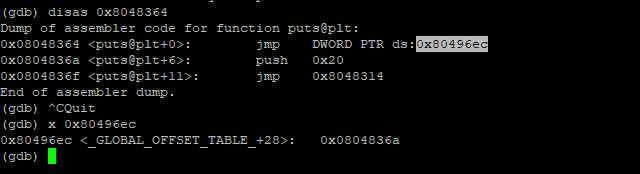 (gdb) disas 0x8048364
Dump of assembler code for function puts@plt:
0x08048364 <puts@plt+0>:        jmp    DWORD PTR ds:0x80496ec
0x0804836a <puts@plt+6>:        push   0x20
0x0804836f <puts@plt+11>:       jmp    0x8048314
End of assembler dump.
(gdb) ^CQuit
(gdb) x 0x80496ec
0x80496ec <_GLOBAL_OFFSET_TABLE_+28>:   0x0804836a
(gdb)